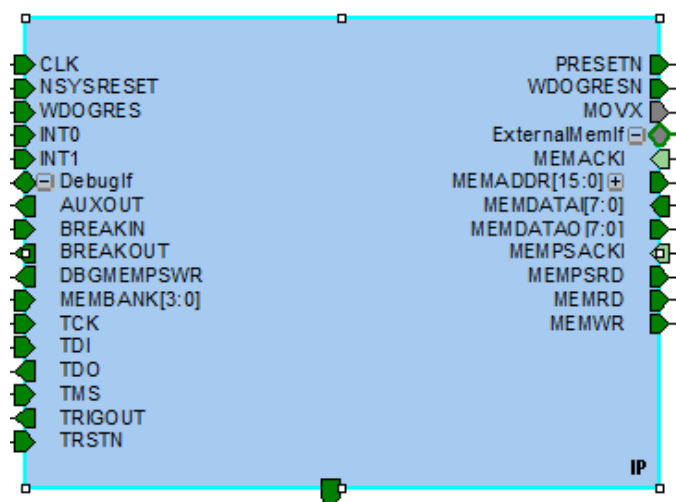 CLK
NSYSRESET
WDOGRES
INT0
INT1
DebugIf
AUXOUT
BREAKIN
BREAKOUT
DBGMEMPSWR
MEMBANK[3:0]
TCK
TDI
TDO
TMS
TRIGOUT
TRSTN
PRESETN
WDOGRESN
MOVX
ExternalMemIf
MEMACKI
MEMADDR[15:0]
MEMDATAI[7:0]
MEMDATAO[7:0]
MEMPSACKI
MEMPSRD
MEMRD
MEMWR
IP